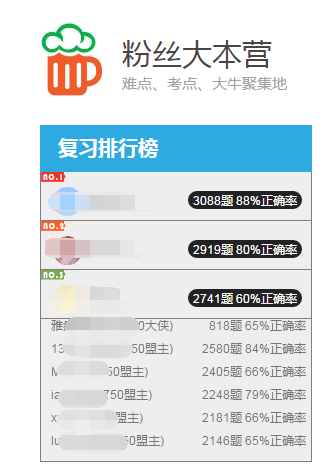 粉丝大本营
难点、考点、大牛聚集地
复习排行榜
NO.1
3088题 88%正确率
NO.2
2919题 80%正确率
NO.3
2741题 60%正确率
雅 0大侠) 818题 65%正确率
13 50盟主) 2580题 84%正确率
M 50盟主) 2405题 66%正确率
ia 750盟主) 2248题 79%正确率
x 50盟主) 2181题 66%正确率
lu 50盟主) 2146题 65%正确率